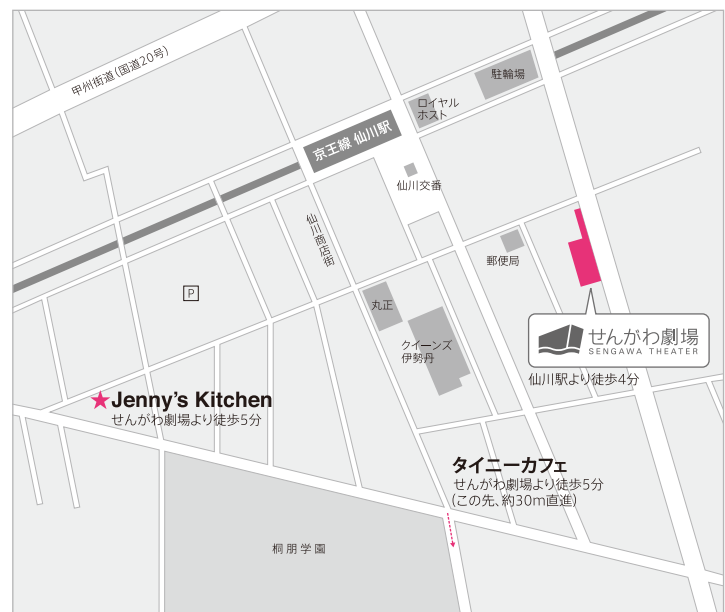 甲州街道(国道20号)
駐輪場
ロイヤル
ホスト
京王線 仙川駅
仙川交番
仙川商店街
郵便局
P
丸正
クイーンズ
伊勢丹
せんがわ劇場
SENGAWA THEATER
仙川駅より徒歩4分
★Jenny's Kitchen
せんがわ劇場より徒歩5分
タイニーカフェ
せんがわ劇場より徒歩5分
(この先、約30m直進)
桐朋学園